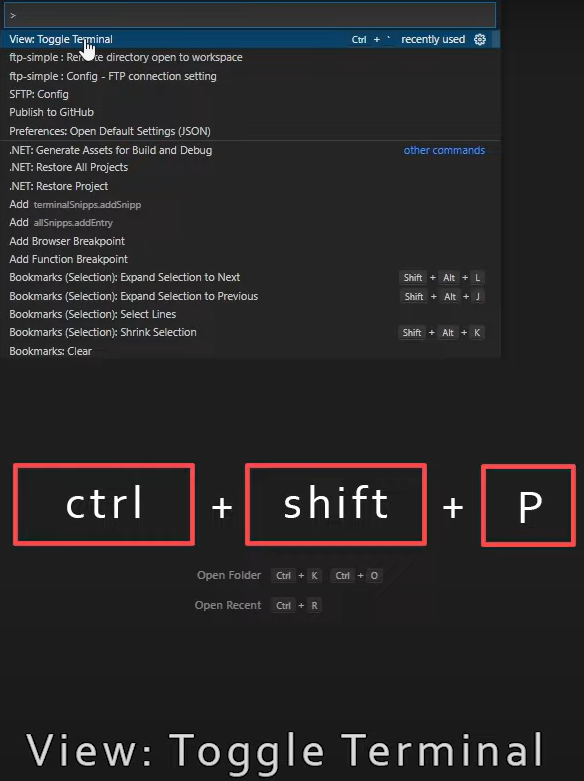 >
View: Toggle Terminal Ctrl + ` recently used
ftp-simple : Remote directory open to workspace
ftp-simple : Config - FTP connection setting
SFTP: Config
Publish to GitHub
Preferences: Open Default Settings (JSON)
.NET: Generate Assets for Build and Debug other commands
.NET: Restore All Projects
.NET: Restore Project
Add terminalSnipps.addSnipp
Add allSnipps.addEntry
Add Browser Breakpoint
Add Function Breakpoint
Bookmarks (Selection): Expand Selection to Next Shift + Alt + L
Bookmarks (Selection): Expand Selection to Previous Shift + Alt + J
Bookmarks (Selection): Select Lines
Bookmarks (Selection): Shrink Selection Shift + Alt + K
Bookmarks: Clear
ctrl + shift + P
Open Folder Ctrl + K Ctrl + O
Open Recent Ctrl + R
View: Toggle Terminal